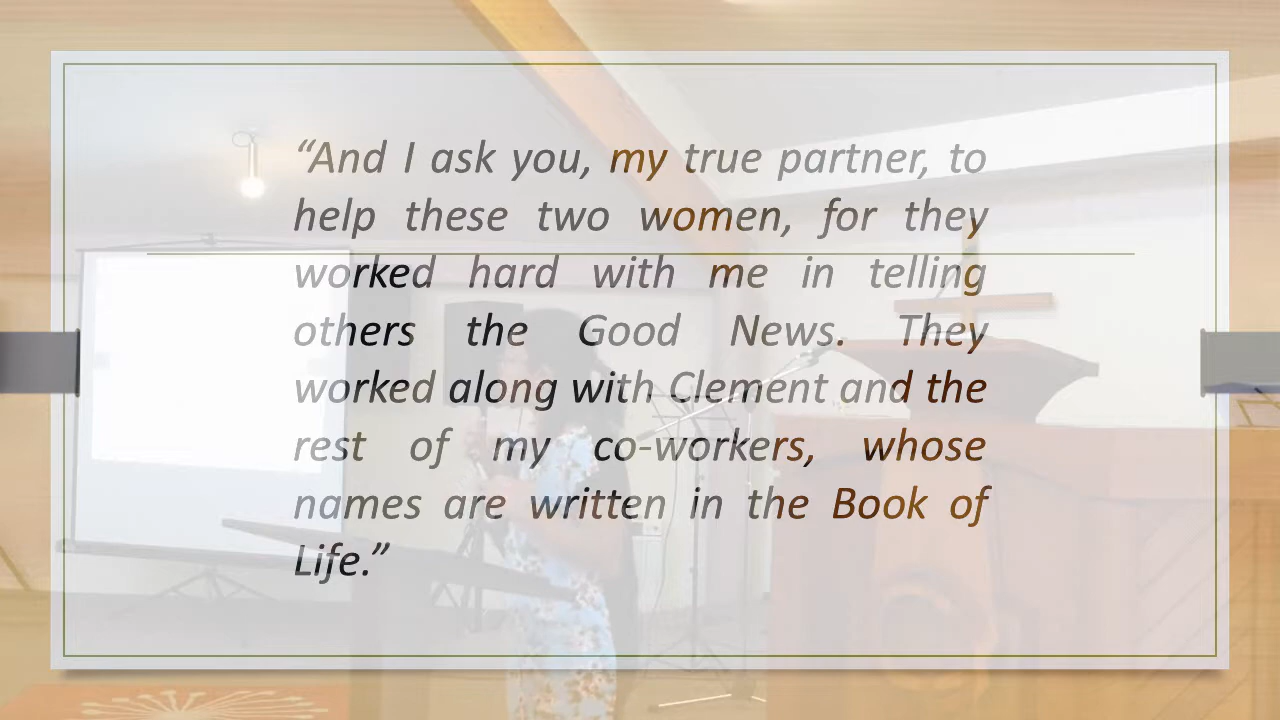 “And I ask you, my true partner, to
help these two women, for they
worked hard with me in telling
others the Good News. They
worked along with Clement and the
rest of my co-workers, whose
names are written in the Book of
Life.”